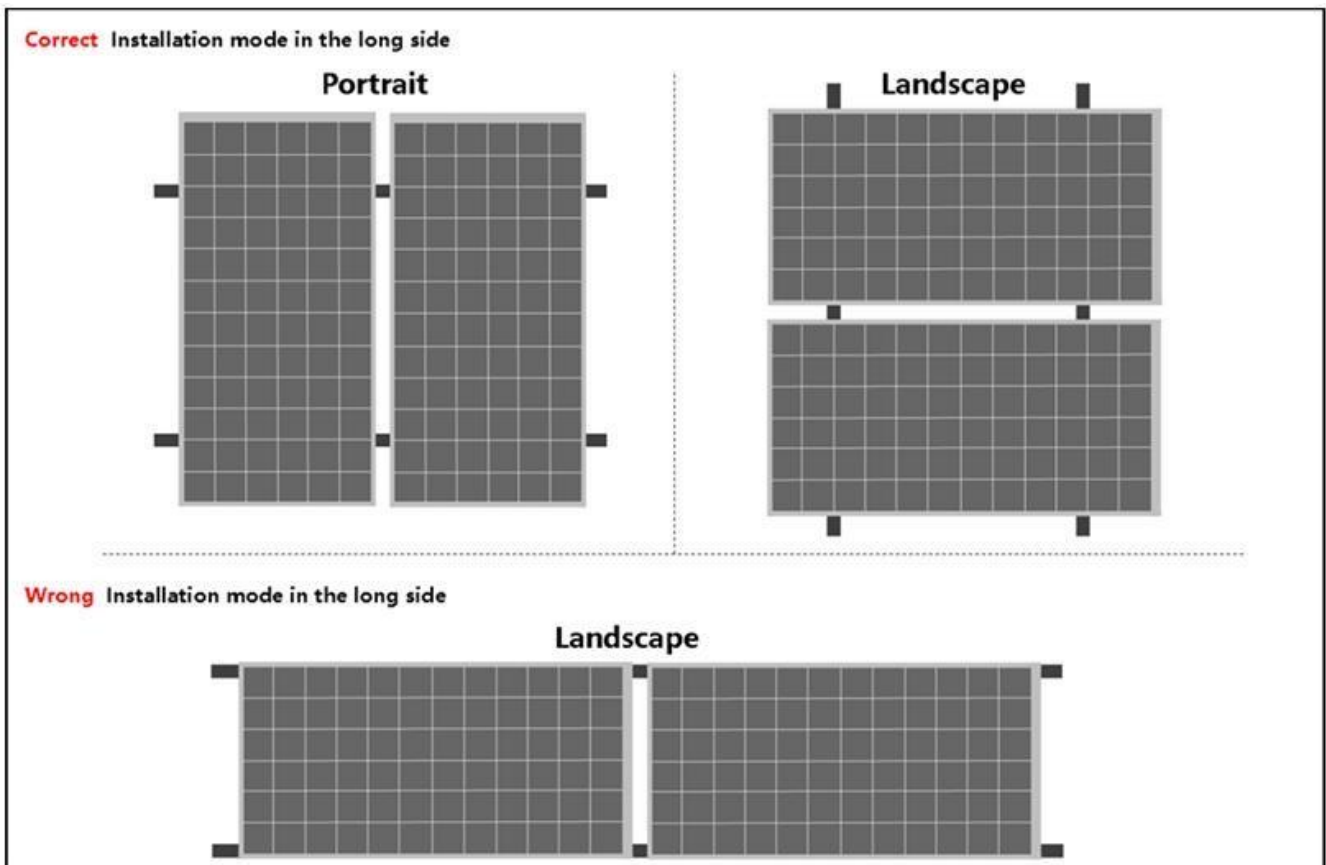 Correct Installation mode in the long side
Portrait
Landscape
Wrong Installation mode in the long side
Landscape